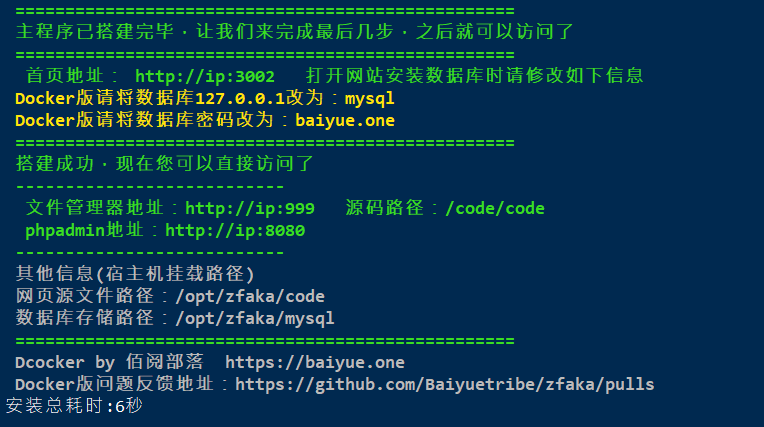 ==================================================
主程序已搭建完毕，让我们来完成最后几步，之后就可以访问了
==================================================
首页地址： http://ip:3002   打开网站安装数据库时请修改如下信息
Docker版请将数据库127.0.0.1改为：mysql
Docker版请将数据库密码改为：baiyue.one
==================================================
搭建成功，现在您可以直接访问了
---------------------------
文件管理器地址：http://ip:999   源码路径：/code/code
phpadmin地址：http://ip:8080
---------------------------
其他信息(宿主机挂载路径)
网页源文件路径：/opt/zfaka/code
数据库存储路径：/opt/zfaka/mysql
==================================================
Dcocker by 佰阅部落  https://baiyue.one
Docker版问题反馈地址：https://github.com/Baiyuetribe/zfaka/pulls
安装总耗时:6秒